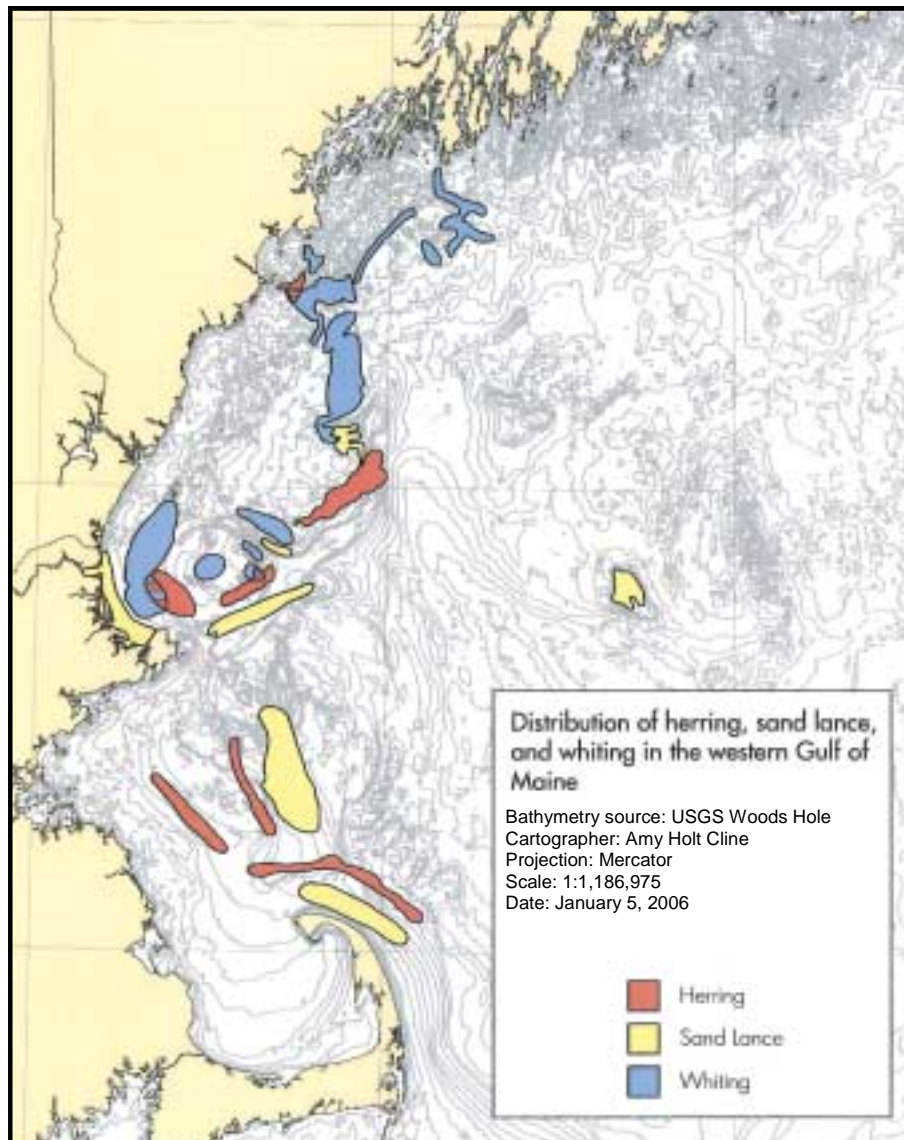 Distribution of herring, sand lance,
and whiting in the western Gulf of
Maine
Bathymetry source: USGS Woods Hole
Cartographer: Amy Holt Cline
Projection: Mercator
Scale: 1:1,186,975
Date: January 5, 2006
Herring
Sand Lance
Whiting